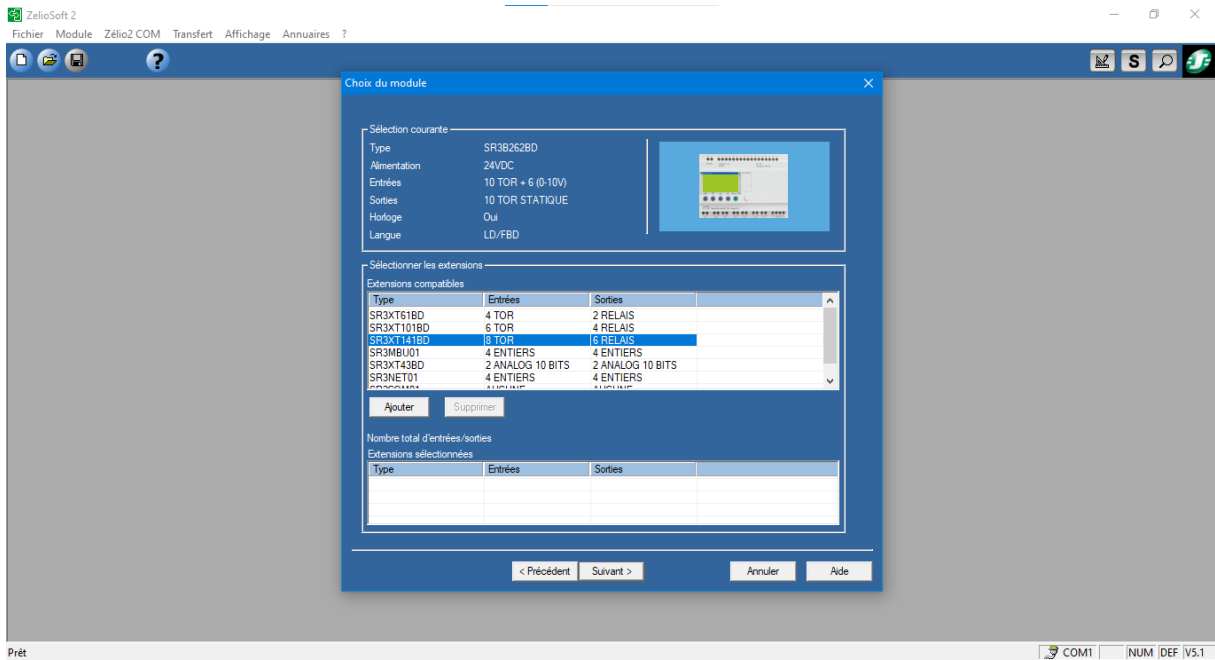 ZelioSoft 2
Fichier Module Zélio2 COM Transfert Affichage Annuaires ?
S
Choix du module
Sélection courante
Type SR3B262BD
Alimentation 24VDC
Entrées 10 TOR + 6 (0-10V)
Sorties 10 TOR STATIQUE
Horloge Oui
Langue LD/FBD
Sélectionner les extensions
Extensions compatibles
Type Entrées Sorties
SR3XT61BD 4 TOR 2 RELAIS
SR3XT101BD 6 TOR 4 RELAIS
SR3XT141BD 8 TOR 6 RELAIS
SR3MBU01 4 ENTIERS 4 ENTIERS
SR3XT43BD 2 ANALOG 10 BITS 2 ANALOG 10 BITS
SR3NET01 4 ENTIERS 4 ENTIERS
Ajouter Supprimer
Nombre total d'entrées/sorties
Extensions sélectionnées
Type Entrées Sorties
< Précédent Suivant > Annuler Aide
Prêt COM1 NUM DEF V5.1